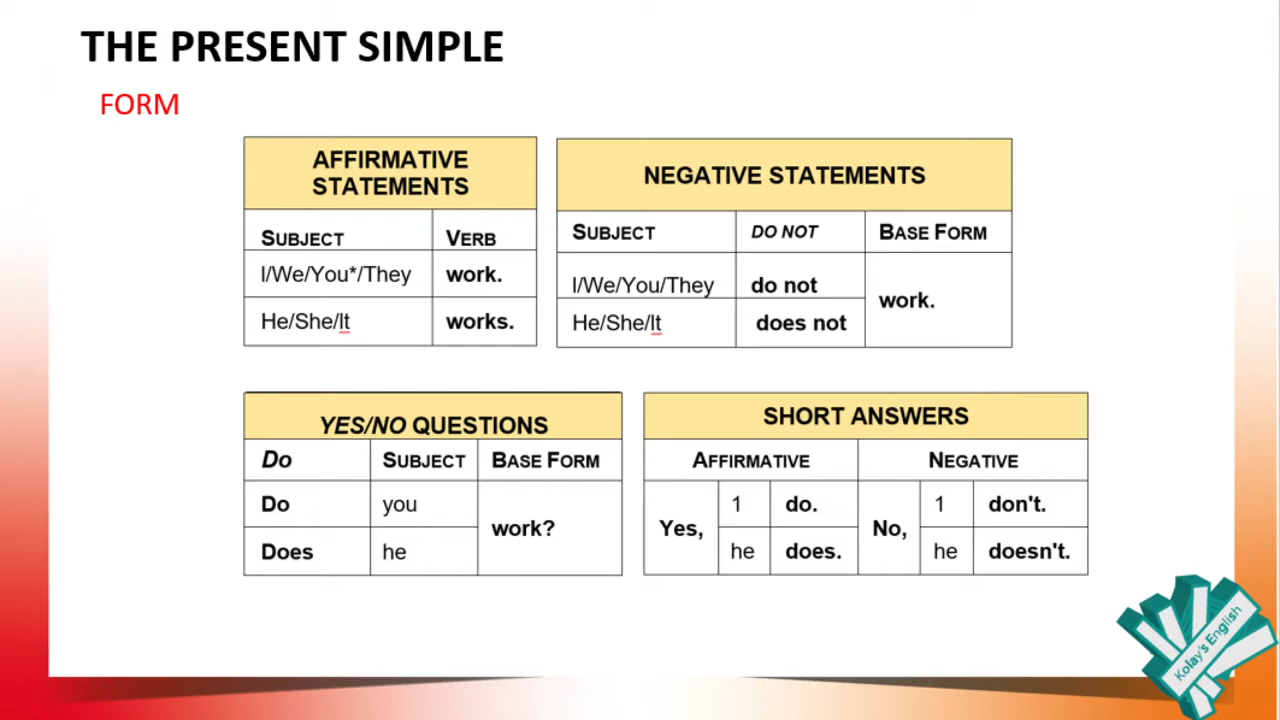 THE PRESENT SIMPLE
FORM
AFFIRMATIVE
STATEMENTS
SUBJECT VERB
I/We/You*/They work.
He/She/It works.
NEGATIVE STATEMENTS
SUBJECT DO NOT BASE FORM
I/We/You/They do not work.
He/She/It does not
YES/NO QUESTIONS
Do SUBJECT BASE FORM
Do you work?
Does he
SHORT ANSWERS
AFFIRMATIVE NEGATIVE
Yes, 1 do. No, 1 don't.
he does. he doesn't.
Kolay's English